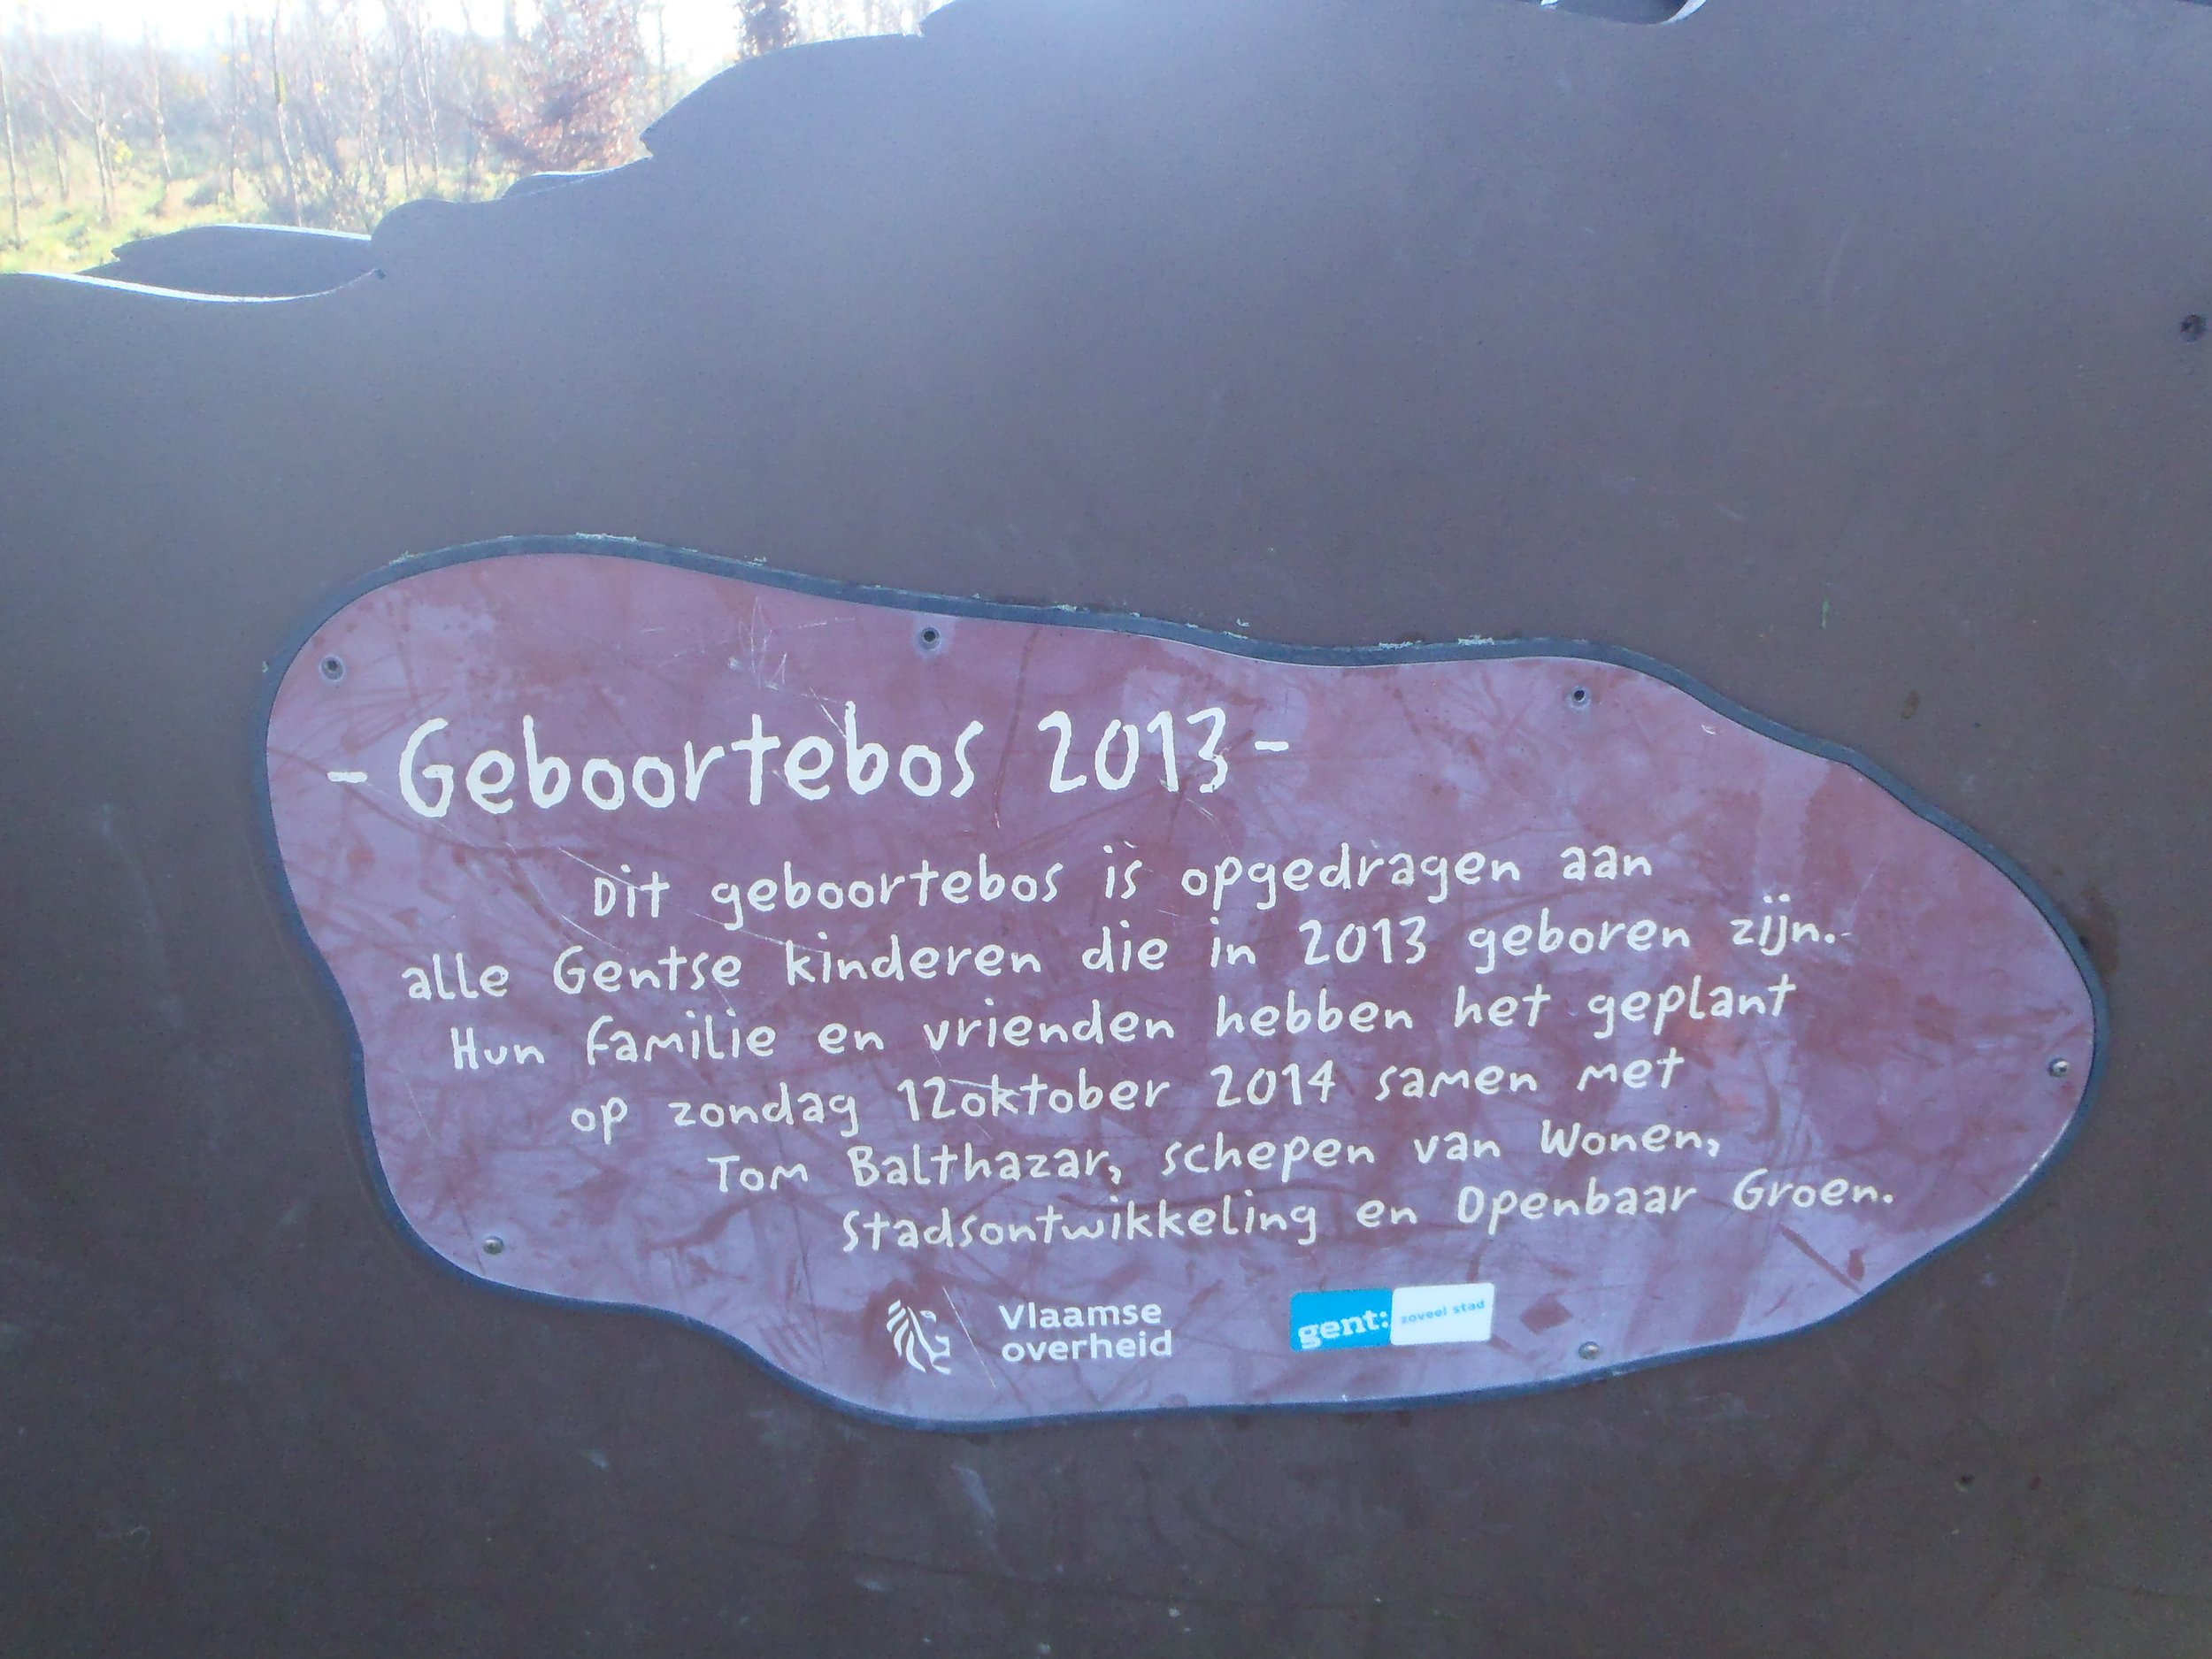 - Geboortebos 2013 -
Dit geboortebos is opgedragen aan
alle Gentse kinderen die in 2013 geboren zijn.
Hun familie en vrienden hebben het geplant
op zondag 12oktober 2014 samen met
Tom Balthazar, schepen van Wonen,
Stadsontwikkeling en Openbaar Groen.
Vlaamse
overheid
gent: zoveel stad